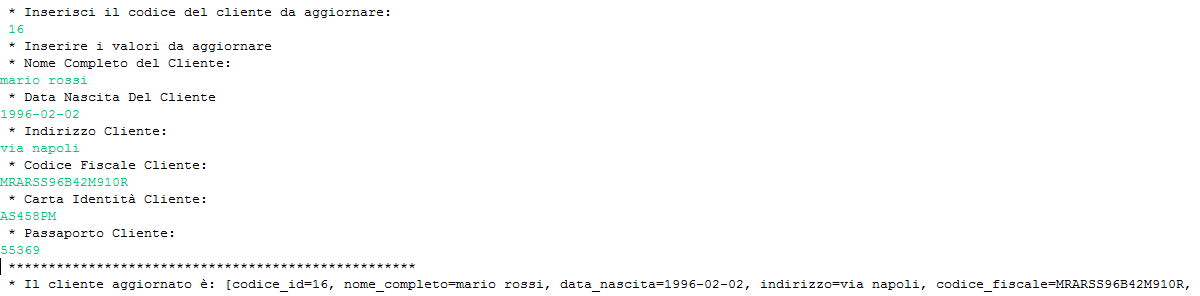 * Inserisci il codice del cliente da aggiornare:
16
* Inserire i valori da aggiornare
* Nome Completo del Cliente:
mario rossi
* Data Nascita Del Cliente
1996-02-02
* Indirizzo Cliente:
via napoli
* Codice Fiscale Cliente:
MRARSS96B42M910R
* Carta Identità Cliente:
AS458PM
* Passaporto Cliente:
55369
***************************************************
* Il cliente aggiornato è: [codice_id=16, nome_completo=mario rossi, data_nascita=1996-02-02, indirizzo=via napoli, codice_fiscale=MRARSS96B42M910R,